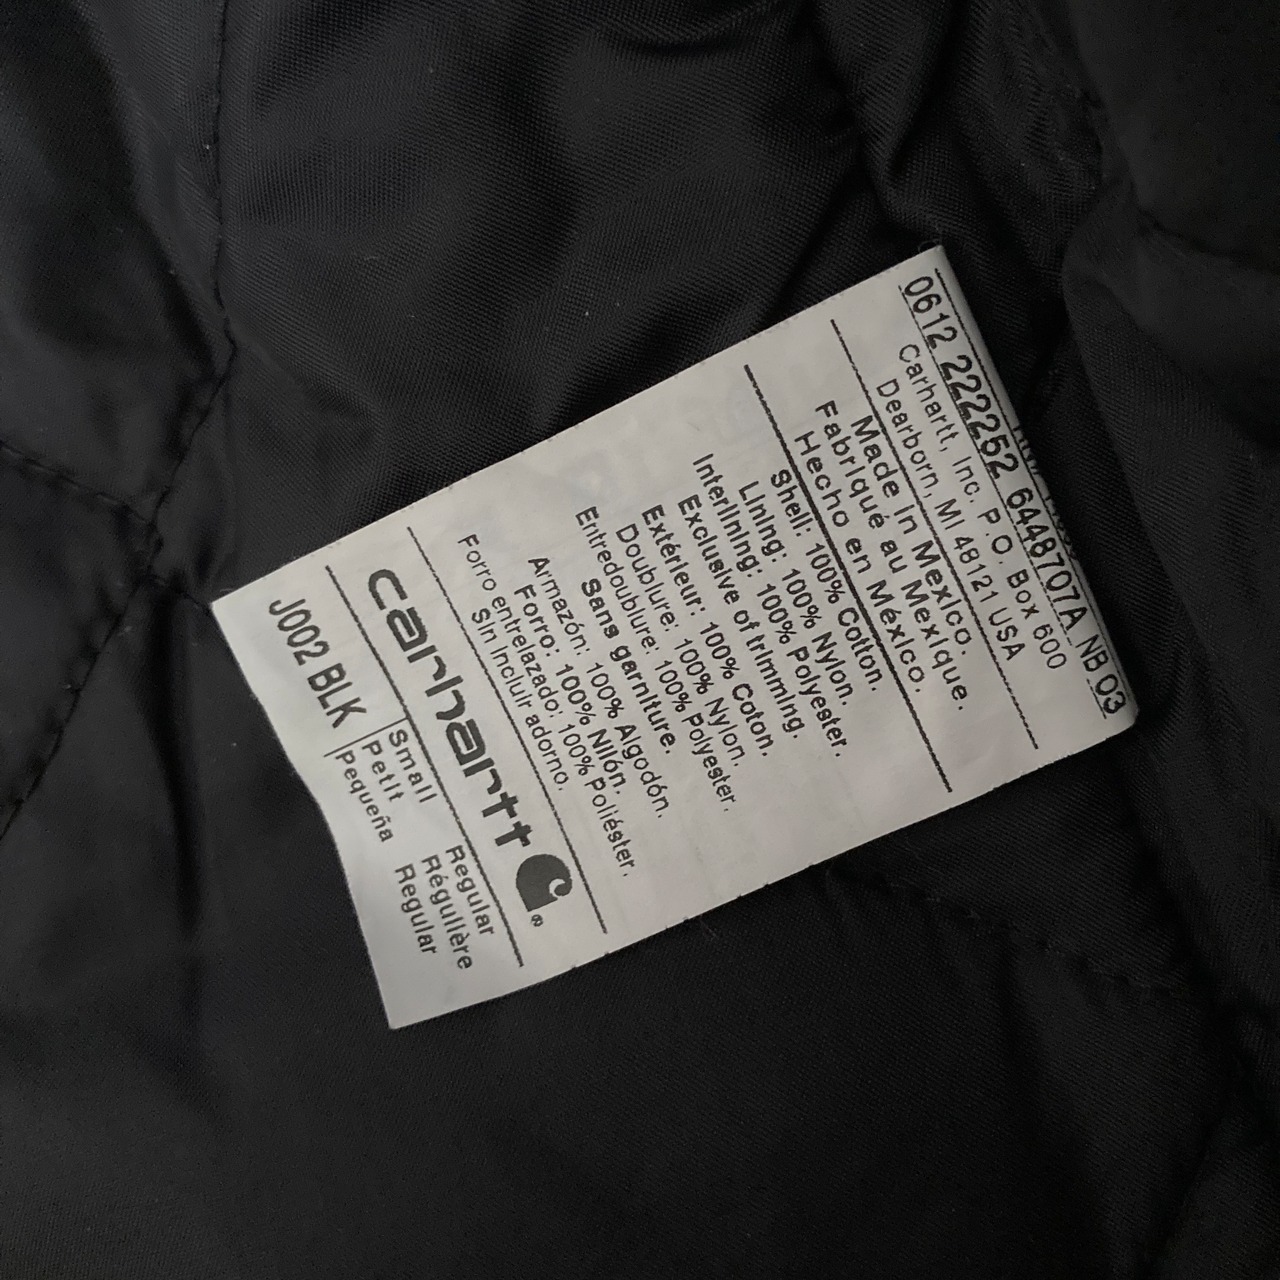 J002 BLK
Small Regular
Petit Régulière
Pequeña Regular
carhartt ®
Shell: 100% Cotton.
Lining: 100% Nylon.
Interlining: 100% Polyester.
Exclusive of trimming.
Extérieur: 100% Coton.
Doublure: 100% Nylon.
Entredoublure: 100% Polyester.
Sans garniture.
Armazón: 100% Algodón.
Forro: 100% Nilón.
Forro entrelazado: 100% Poliéster.
Sin incluir adorno.
Made in Mexico.
Fabriqué au Mexique.
Hecho en México.
Carhartt, Inc. P.O. Box 600
Dearborn, MI 48121 USA
0612 222252 6448707A NB 03